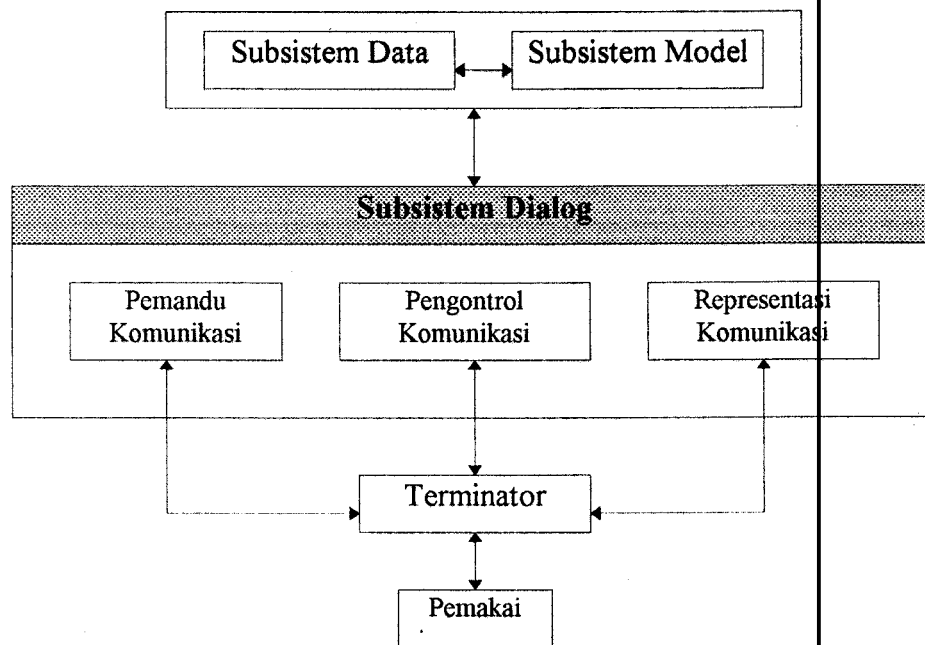 Subsistem Data
Subsistem Model
Subsistem Dialog
Pemandu
Komunikasi
Pengontrol
Komunikasi
Representasi
Komunikasi
Terminator
Pemakai